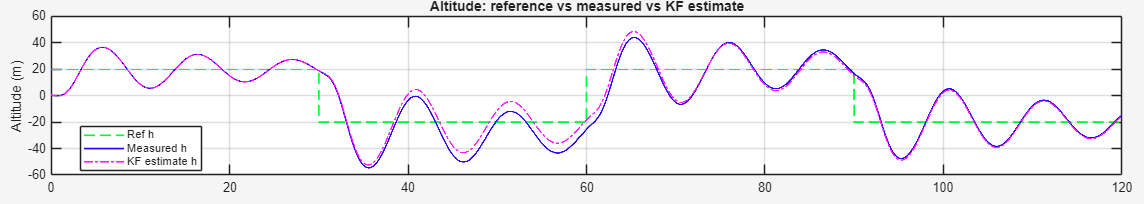 Altitude: reference vs measured vs KF estimate
60
40
20
0
-20
-40
-60
Altitude (m)
Ref h
Measured h
KF estimate h
0
20
40
60
80
100
120